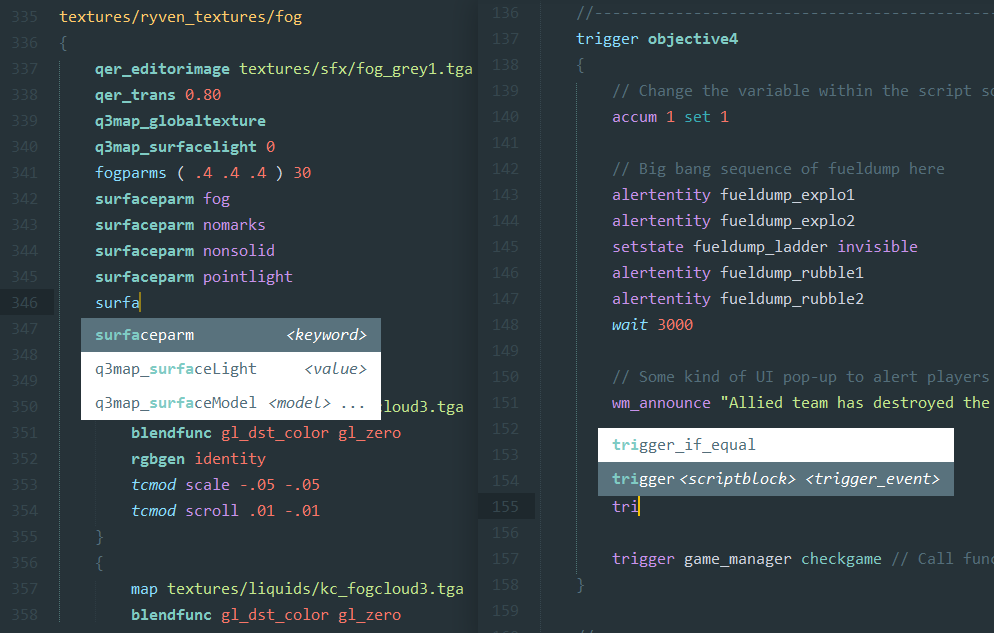 335 textures/ryven_textures/fog
336 {
337 qer_editorimage textures/sfx/fog_grey1.tga
338 qer_trans 0.80
339 q3map_globaltexture
340 q3map_surfacelight 0
341 fogparms ( .4 .4 .4 ) 30
342 surfaceparm fog
343 surfaceparm nomarks
344 surfaceparm nonsolid
345 surfaceparm pointlight
346 surfa
347 surfaceparm <keyword>
348 q3map_surfaceLight <value>
349 q3map_surfaceModel <model> ...
350 cloud3.tga
351 blendfunc gl_dst_color gl_zero
352 rgbgen identity
353 tcmod scale -.05 -.05
354 tcmod scroll .01 -.01
355 }
356 {
357 map textures/liquids/kc_fogcloud3.tga
358 blendfunc gl_dst_color gl_zero
136 //--------------------------------------------
137 trigger objective4
138 {
139 // Change the variable within the script
140 accum 1 set 1
141
142 // Big bang sequence of fueldump here
143 alertentity fueldump_explo1
144 alertentity fueldump_explo2
145 setstate fueldump_ladder invisible
146 alertentity fueldump_rubble1
147 alertentity fueldump_rubble2
148 wait 3000
149
150 // Some kind of UI pop-up to alert players
151 wm_announce "Allied team has destroyed the
152
153 trigger_if_equal
154 trigger <scriptblock> <trigger_event>
155 tri
156
157 trigger game_manager checkgame // Call
158 }
159